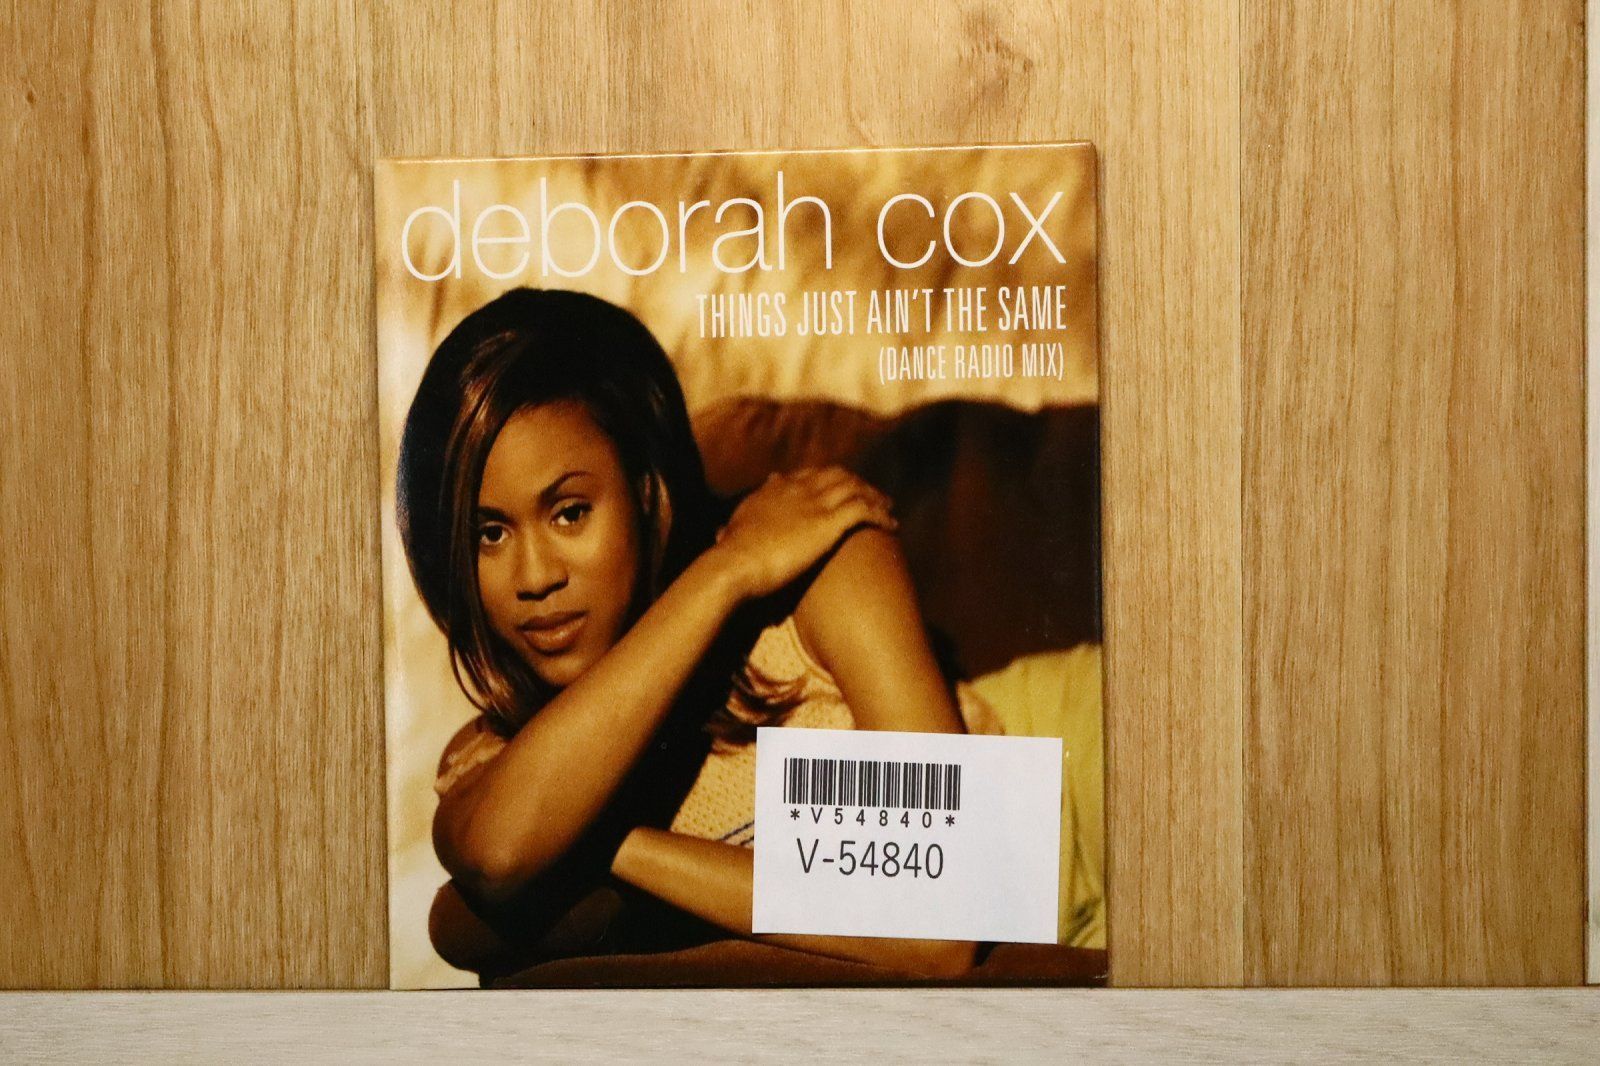 deborah cox
THINGS JUST AIN'T THE SAME
(DANCE RADIO MIX)
*V54840*
V-54840